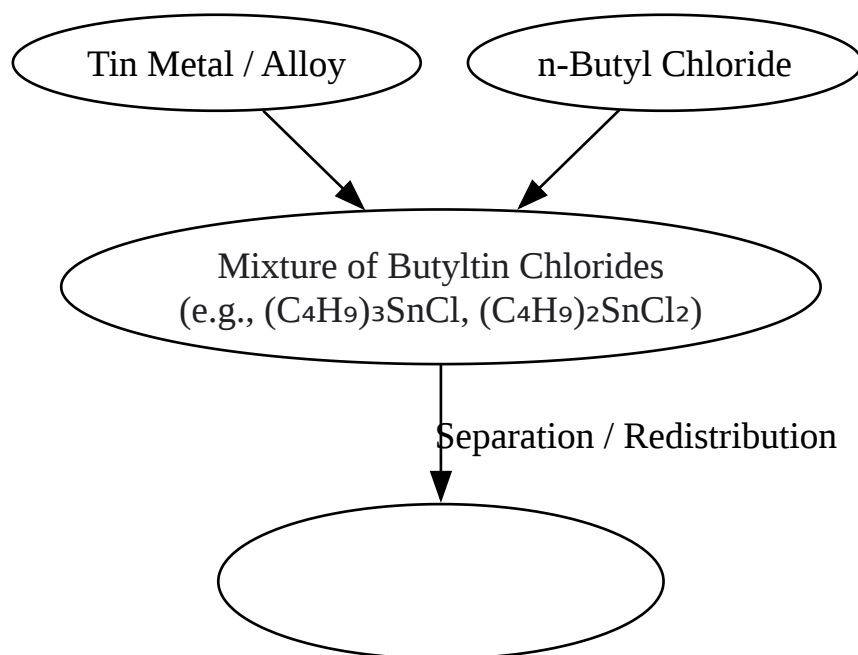 Tin Metal / Alloy
n-Butyl Chloride
Mixture of Butyltin Chlorides
(e.g., (C₄H₉)₃SnCl, (C₄H₉)₂SnCl₂)
Separation / Redistribution